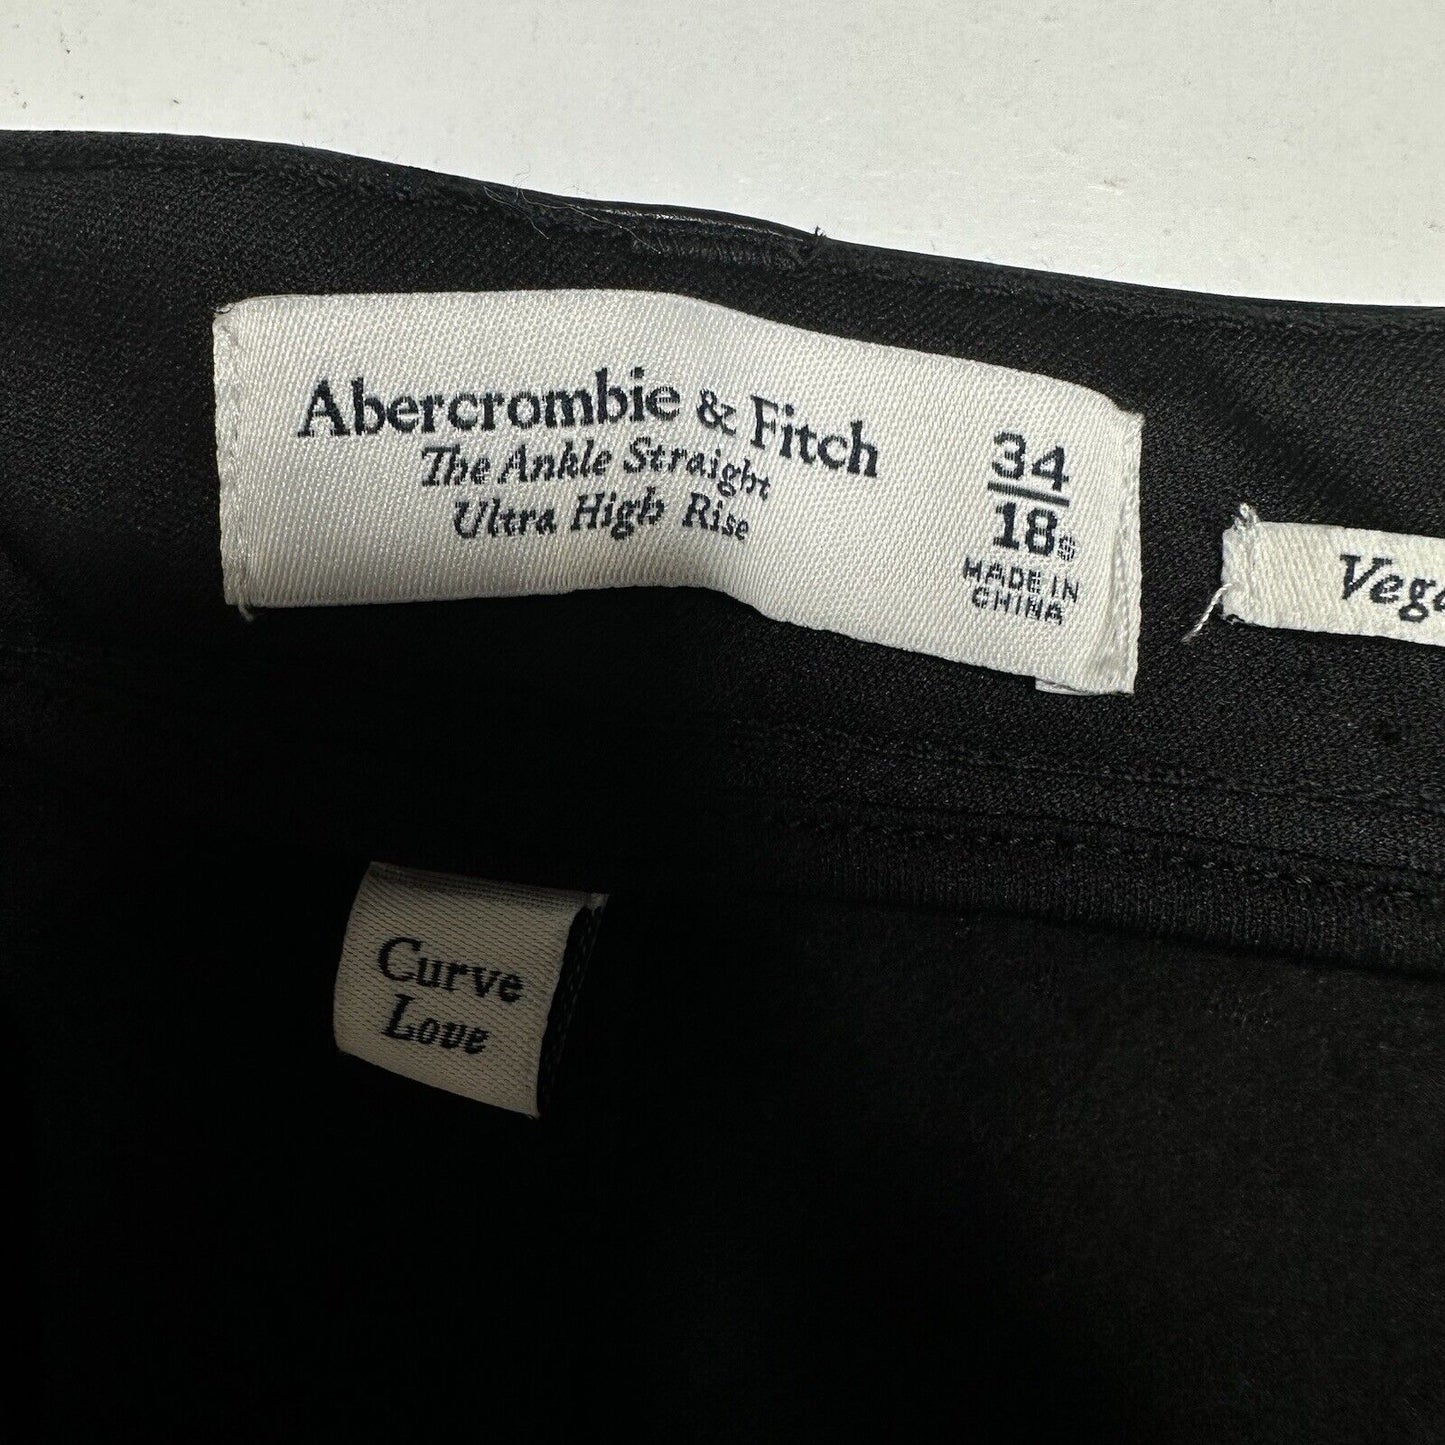 Abercrombie & Fitch
The Ankle Straight
Ultra High Rise
34
18s
MADE IN
CHINA
Curve
Love